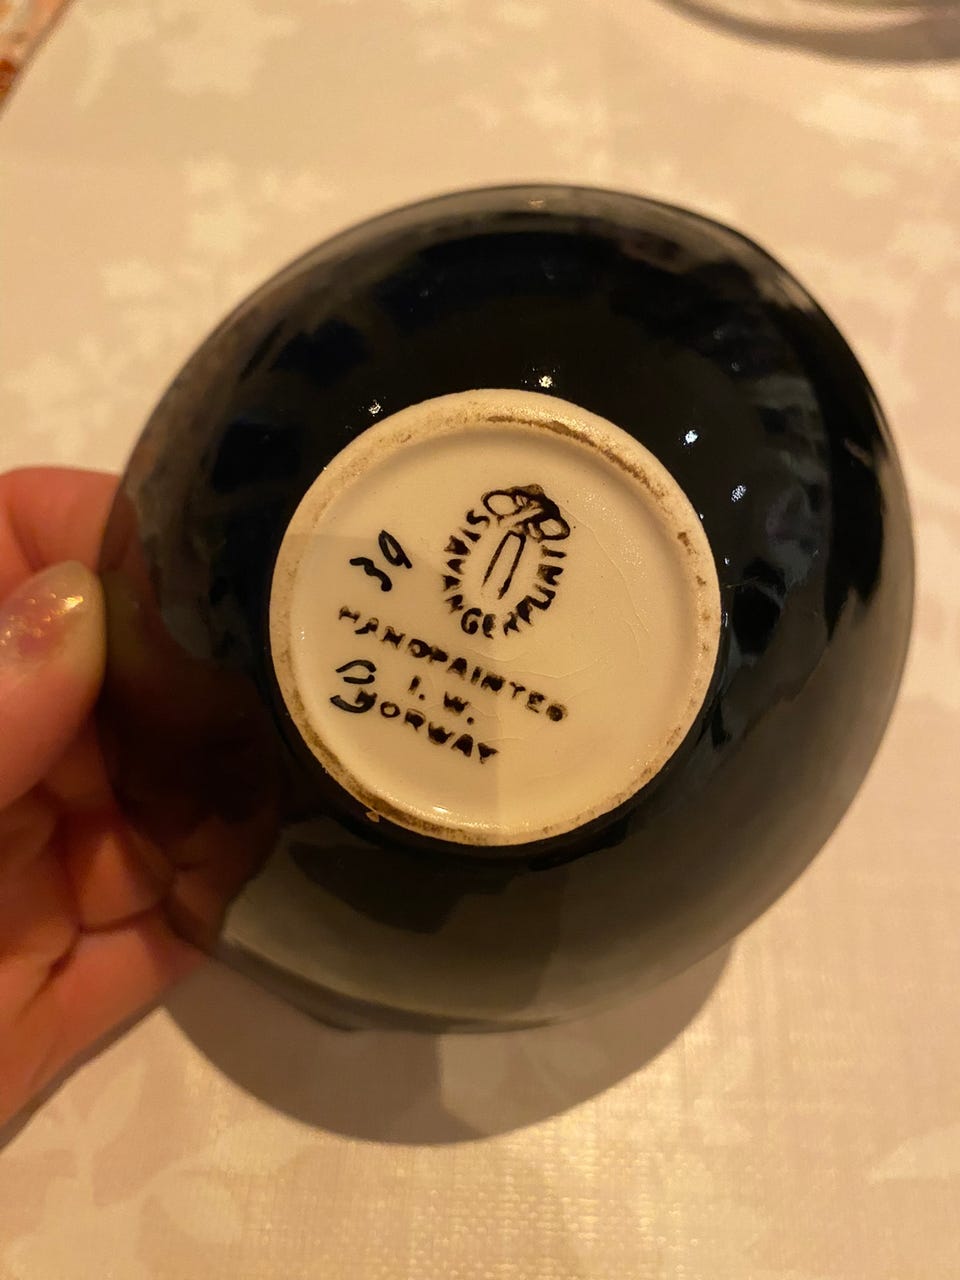 STAVANGERFLINT
39
HANDPAINTED
I. W.
NORWAY